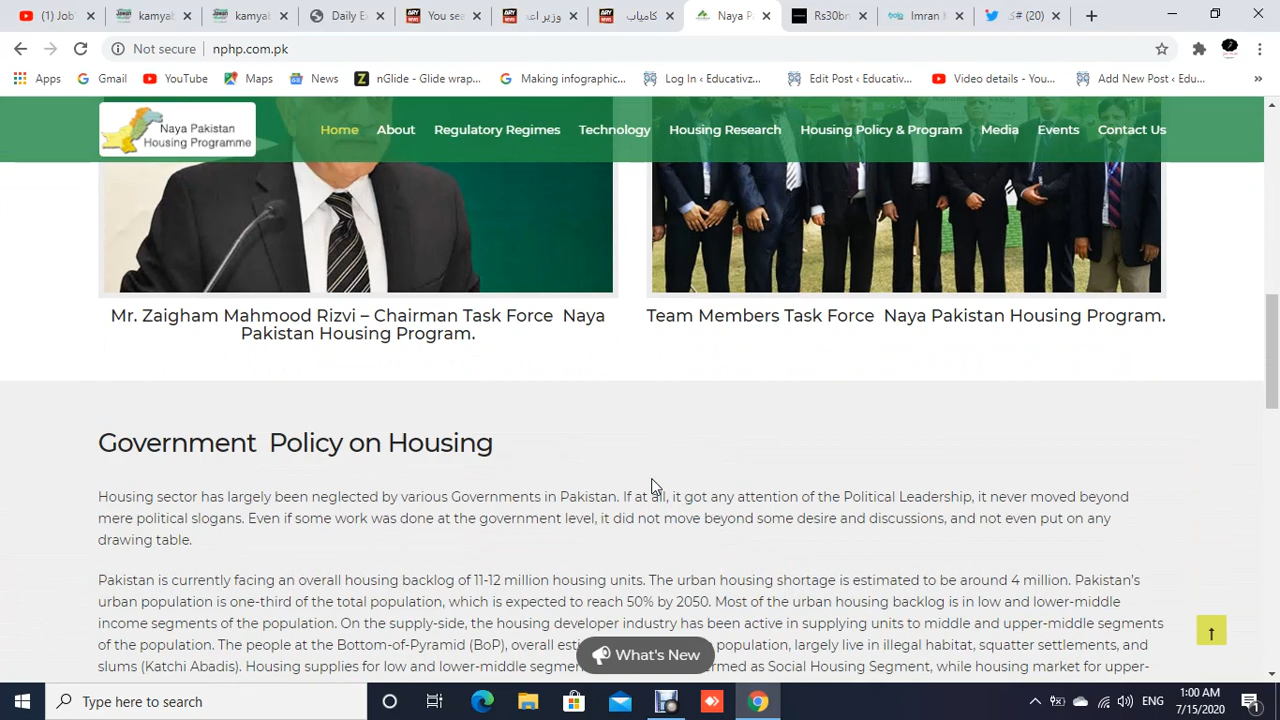 Job
kamyak
kamyak
Daily E
You sea
وزیر اعظ
کامیاب
Naya P
Rs30b
Imran K
(20) #ک
Not secure nphp.com.pk
Apps Gmail YouTube Maps News nGlide - Glide wrap... Making infographic... Log In ‹ Educativz... Edit Post ‹ Educativ... Video details - You... Add New Post ‹ Edu... »
Naya Pakistan
Housing Programme
Home About Regulatory Regimes Technology Housing Research Housing Policy & Program Media Events Contact Us
Mr. Zaigham Mahmood Rizvi – Chairman Task Force Naya
Pakistan Housing Program.
Team Members Task Force Naya Pakistan Housing Program.
Government Policy on Housing
Housing sector has largely been neglected by various Governments in Pakistan. If at all, it got any attention of the Political Leadership, it never moved beyond
mere political slogans. Even if some work was done at the government level, it did not move beyond some desire and discussions, and not even put on any
drawing table.
Pakistan is currently facing an overall housing backlog of 11-12 million housing units. The urban housing shortage is estimated to be around 4 million. Pakistan's
urban population is one-third of the total population, which is expected to reach 50% by 2050. Most of the urban housing backlog is in low and lower-middle
income segments of the population. On the supply-side, the housing developer industry has been active in supplying units to middle and upper-middle segments
of the population. The people at the Bottom-of-Pyramid (BoP), overall esti population, largely live in illegal habitat, squatter settlements, and
slums (Katchi Abadis). Housing supplies for low and lower-middle segmen rmed as Social Housing Segment, while housing market for upper-
What's New
Type here to search
ENG
1:00 AM
7/15/2020
1